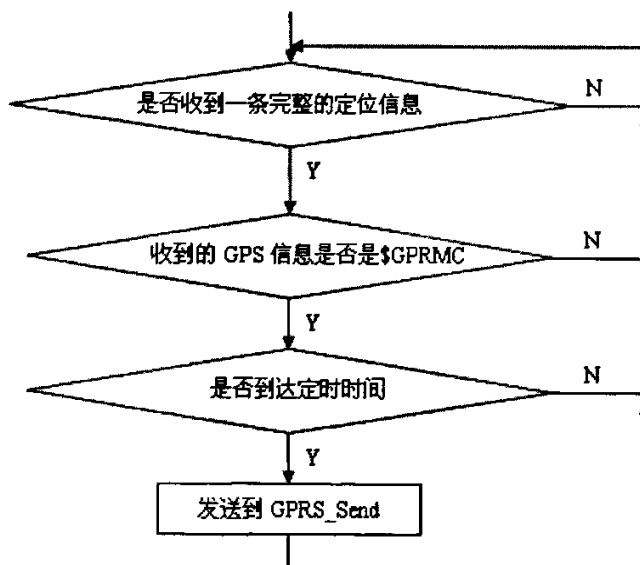 是否收到一条完整的定位信息
N
Y
收到的 GPS 信息是否是$GPRMC
N
Y
是否到达定时时间
N
Y
发送到 GPRS_Send